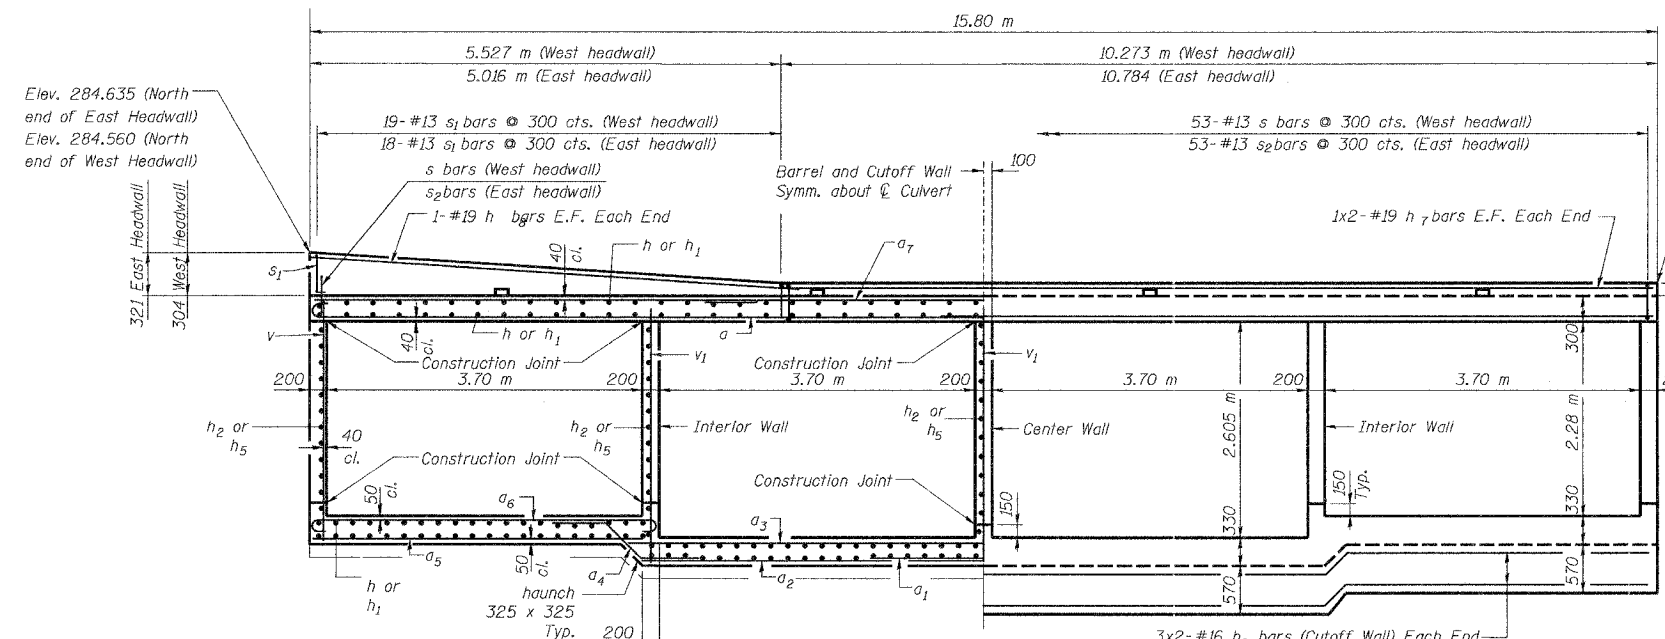 15.80 m
5.527 m (West headwall)
5.016 m (East headwall)
10.273 m (West headwall)
10.784 (East headwall)
Elev. 284.635 (North
end of East Headwall)
Elev. 284.560 (North
end of West Headwall)
19-#13 s1 bars @ 300 cts. (West headwall)
18-#13 s1 bars @ 300 cts. (East headwall)
53-#13 s bars @ 300 cts. (West headwall)
53-#13 s2 bars @ 300 cts. (East headwall)
s bars (West headwall)
s2 bars (East headwall)
Barrel and Cutoff Wall
Symm. about ℄ Culvert
100
1-#19 h8 bars E.F. Each End
1x2-#19 h7 bars E.F. Each End
321 East Headwall
304 West Headwall
s1
40
cl.
h or h1
a7
v
40
cl.
h or h1
a
300
Construction Joint
v1
Construction Joint
v1
200
3.70 m
200
3.70 m
200
3.70 m
200
3.70 m
h2 or
h5
40
cl.
h2 or
h5
Interior Wall
h2 or
h5
Center Wall
2.605 m
Interior Wall
2.28 m
Construction Joint
Construction Joint
50
cl.
a6
a3
150
330
150
Typ.
330
a5
50
cl.
a4
a2
a1
570
570
h or
h1
haunch
325 x 325
Typ.
200
3x2-#16 h bars (Cutoff Wall) Each End